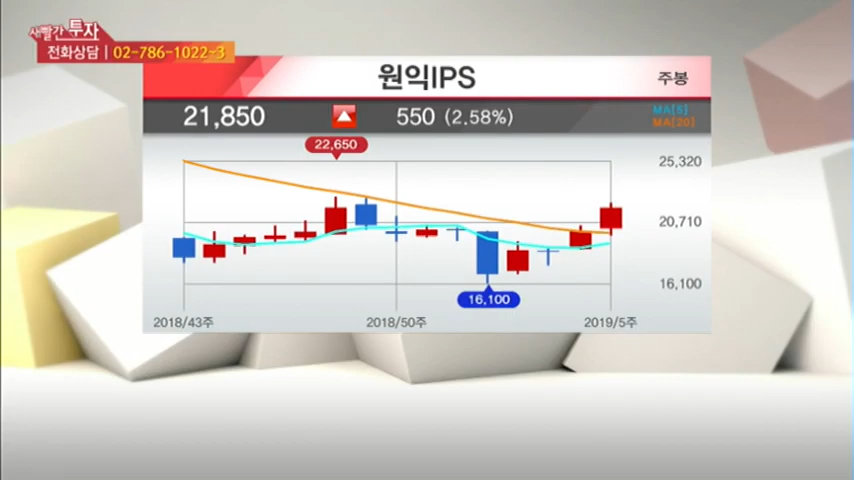 새빨간 투자
전화상담 | 02-786-1022~3
원익IPS
주봉
21,850
550 (2.58%)
MA[5]
MA[20]
22,650
25,320
20,710
16,100
16,100
2018/43주
2018/50주
2019/5주